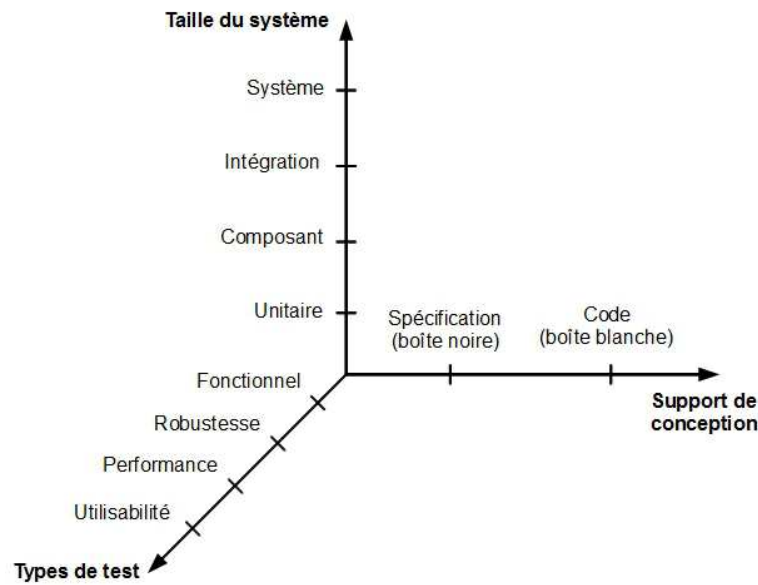 Taille du système
Système
Intégration
Composant
Unitaire
Spécification
(boîte noire)
Code
(boîte blanche)
Fonctionnel
Support de
conception
Robustesse
Performance
Utilisabilité
Types de test